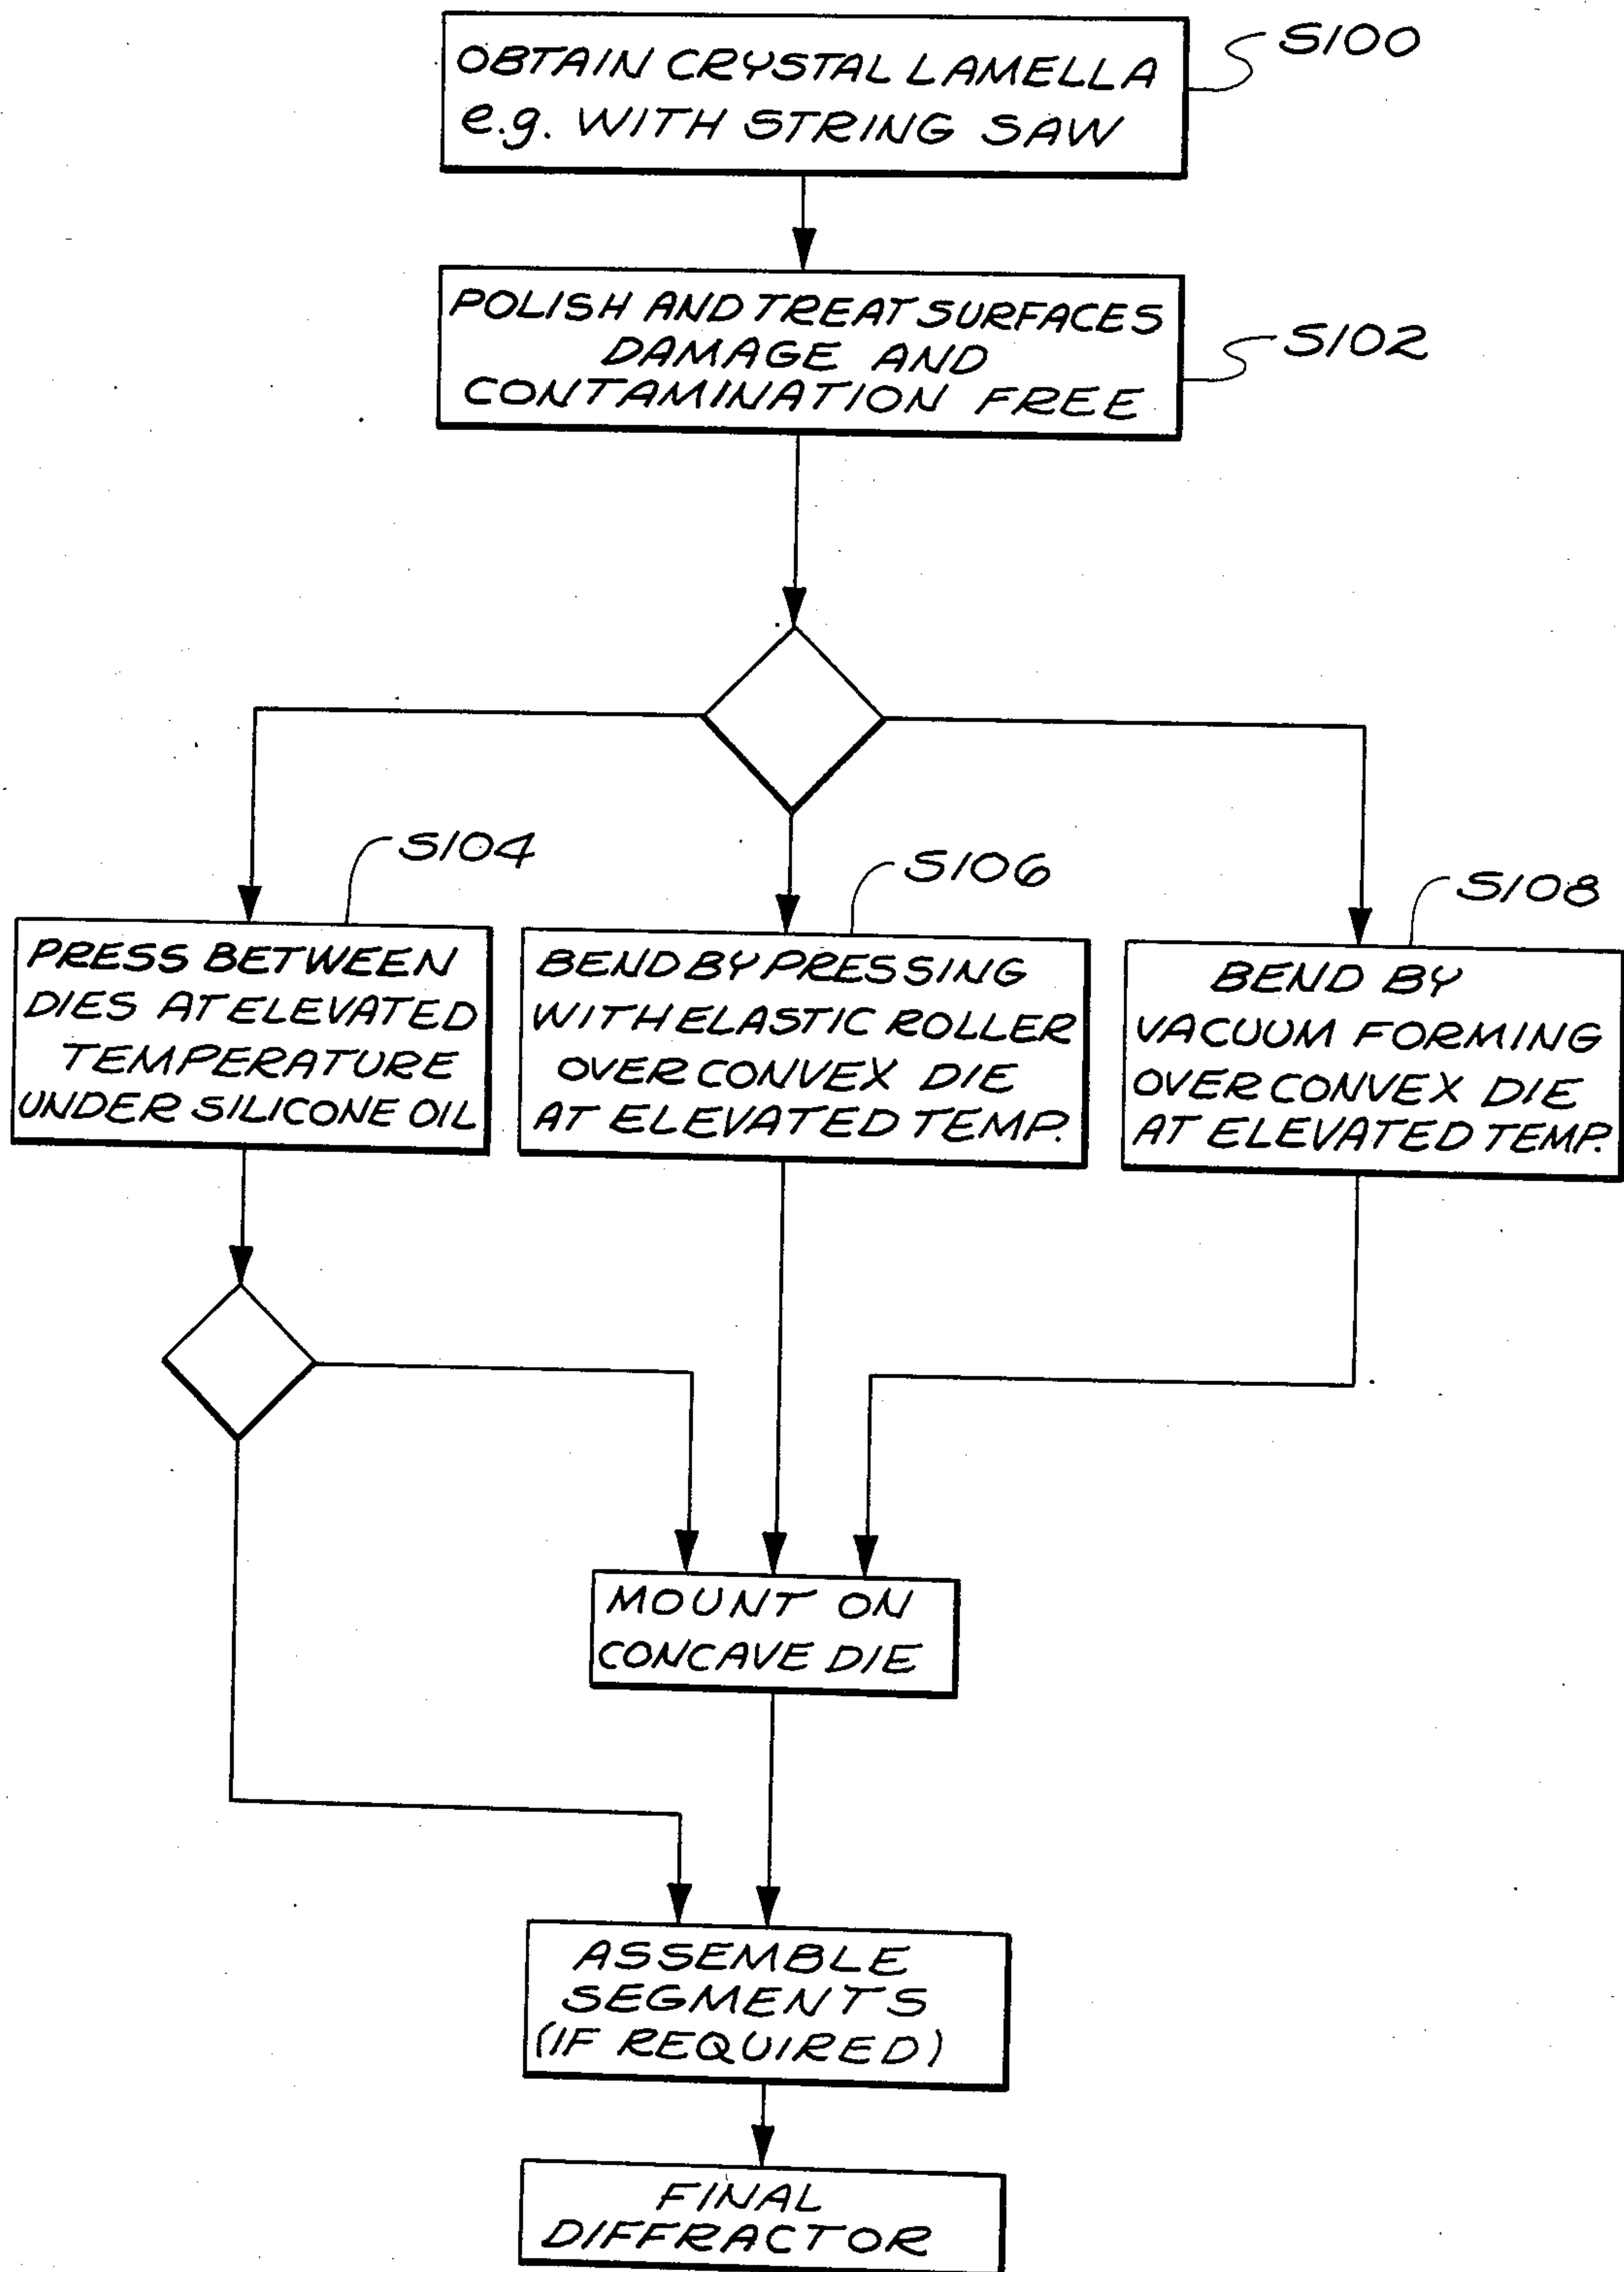 OBTAIN CRYSTAL LAMELLA
e.g. WITH STRING SAW
S100
POLISH AND TREAT SURFACES
DAMAGE AND
CONTAMINATION FREE
S102
S104
PRESS BETWEEN
DIES AT ELEVATED
TEMPERATURE
UNDER SILICONE OIL
S106
BEND BY PRESSING
WITH ELASTIC ROLLER
OVER CONVEX DIE
AT ELEVATED TEMP.
S108
BEND BY
VACUUM FORMING
OVER CONVEX DIE
AT ELEVATED TEMP.
MOUNT ON
CONCAVE DIE
ASSEMBLE
SEGMENTS
(IF REQUIRED)
FINAL
DIFFRACTOR